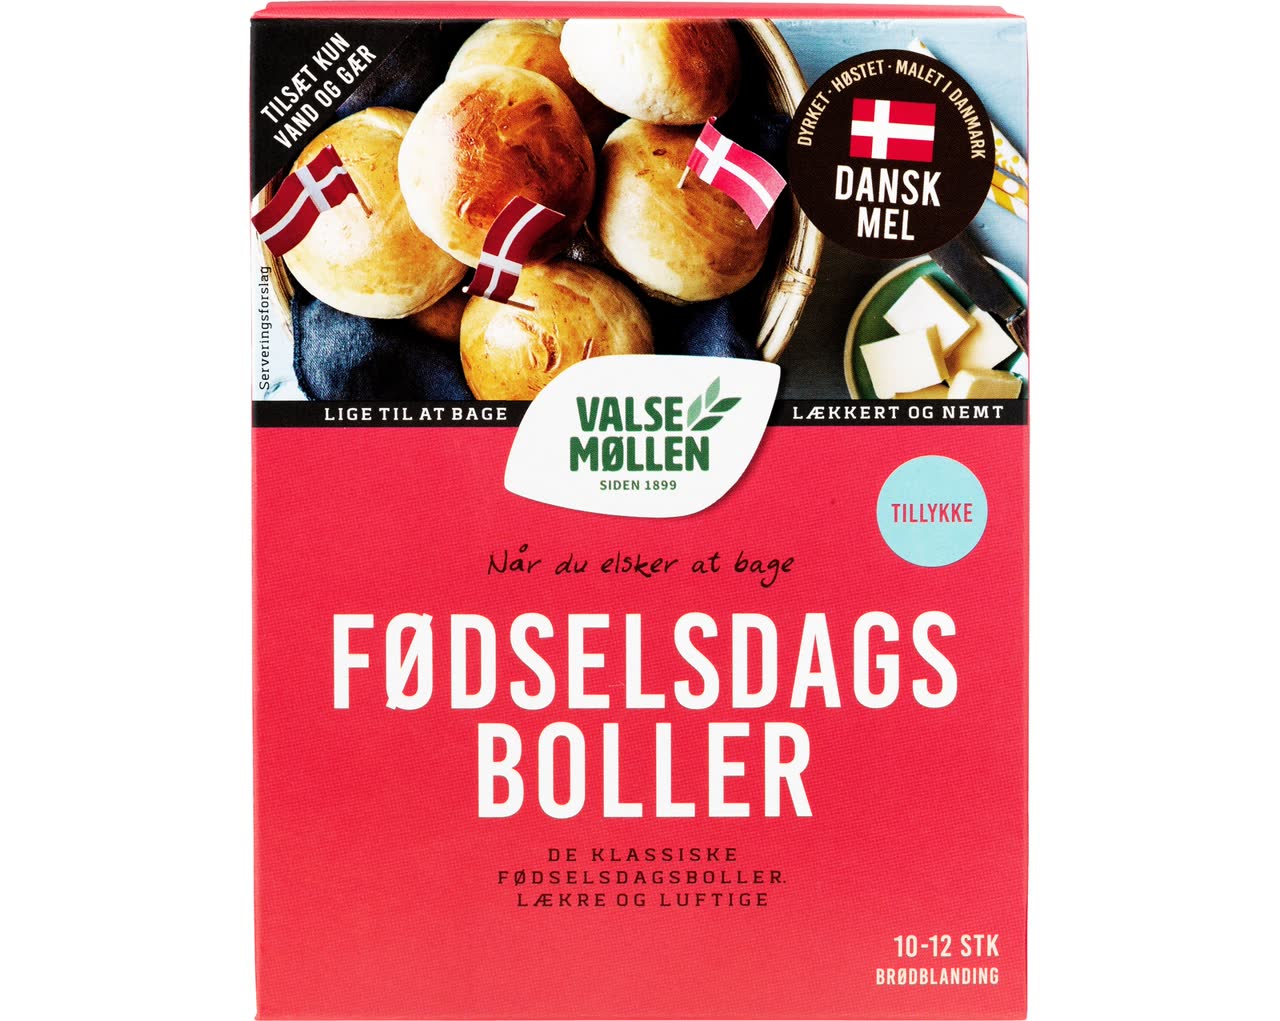 TILSÆT KUN
VAND OG GÆR
DYRKET · HØSTET · MALET I DANMARK
DANSK
MEL
Serveringsforslag
LIGE TIL AT BAGE
LÆKKERT OG NEMT
VALSE
MØLLEN
SIDEN 1899
TILLYKKE
Når du elsker at bage
FØDSELSDAGS
BOLLER
DE KLASSISKE
FØDSELSDAGSBOLLER.
LÆKRE OG LUFTIGE
10-12 STK
BRØDBLANDING